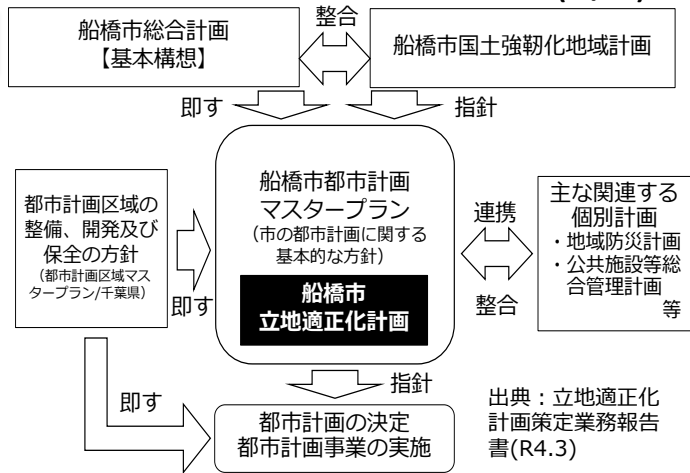 整合
船橋市総合計画
【基本構想】
船橋市国土強靭化地域計画
即す
指針
都市計画区域の
整備、開発及び
保全の方針
(都市計画区域マス
タープラン/千葉県)
即す
船橋市都市計画
マスタープラン
(市の都市計画に関する
基本的な方針)
船橋市
立地適正化計画
連携
整合
主な関連する
個別計画
・地域防災計画
・公共施設等総
合管理計画
等
指針
即す
都市計画の決定
都市計画事業の実施
出典：立地適正化
計画策定業務報告
書(R4.3)